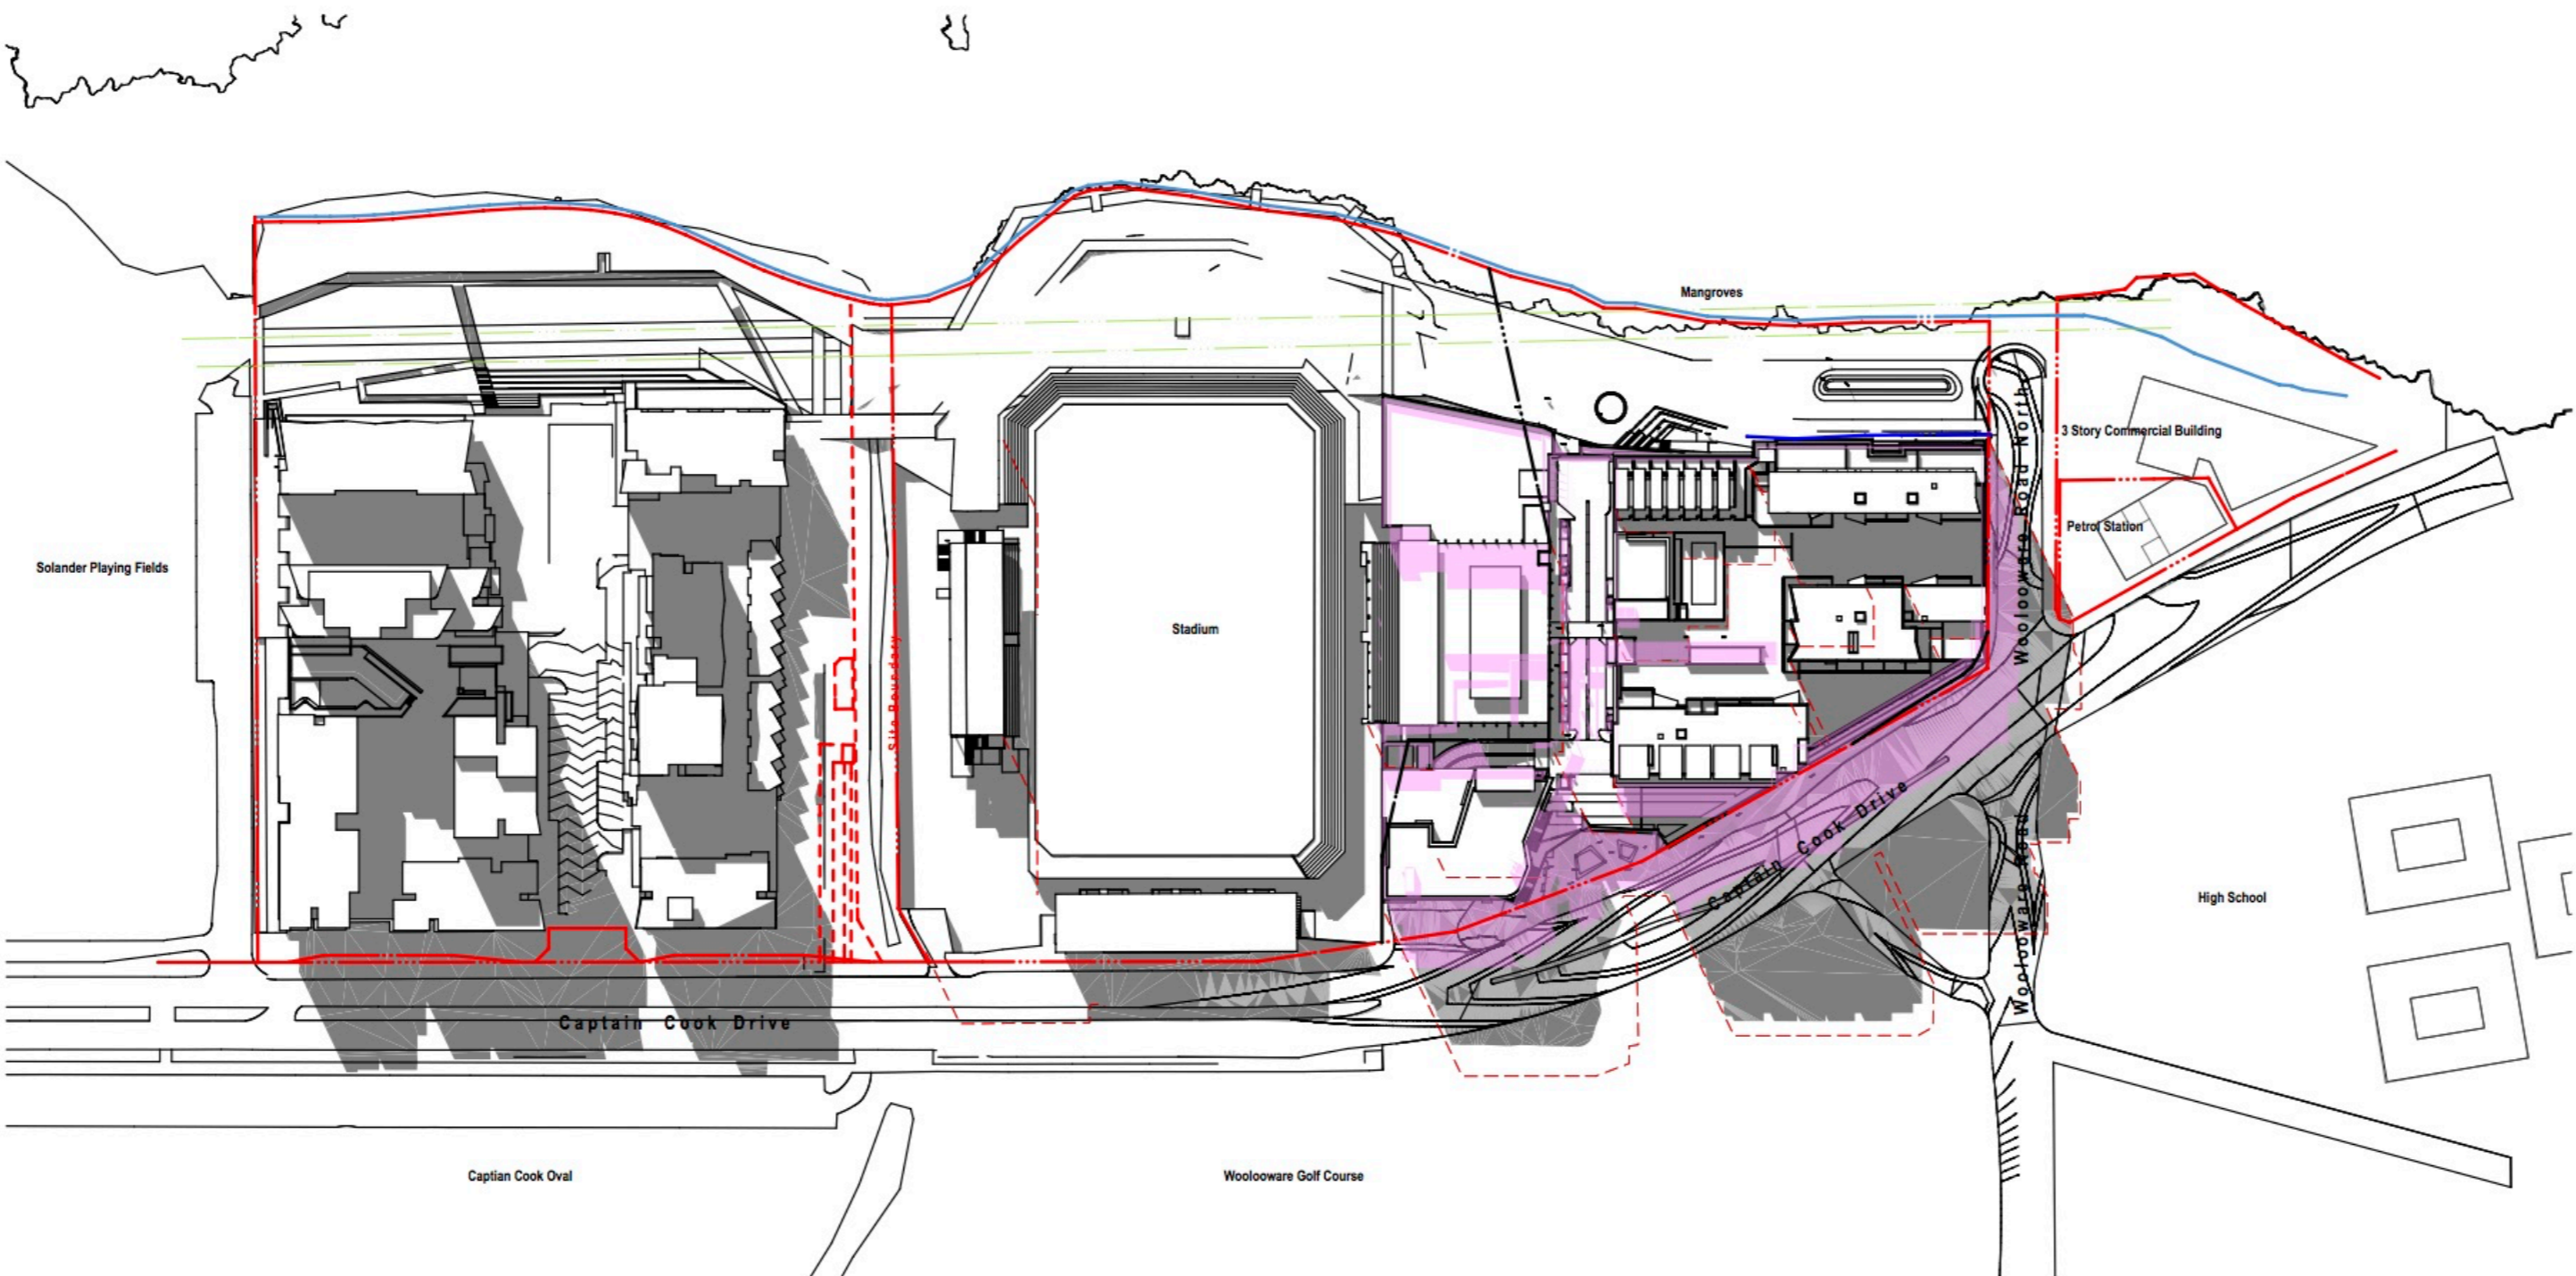 Mangroves
3 Story Commercial Building
Petrol Station
Woolooware Road North
Solander Playing Fields
Stadium
Site Boundary
Captain Cook Drive
Woolooware Road
High School
Captain Cook Drive
Captian Cook Oval
Woolooware Golf Course